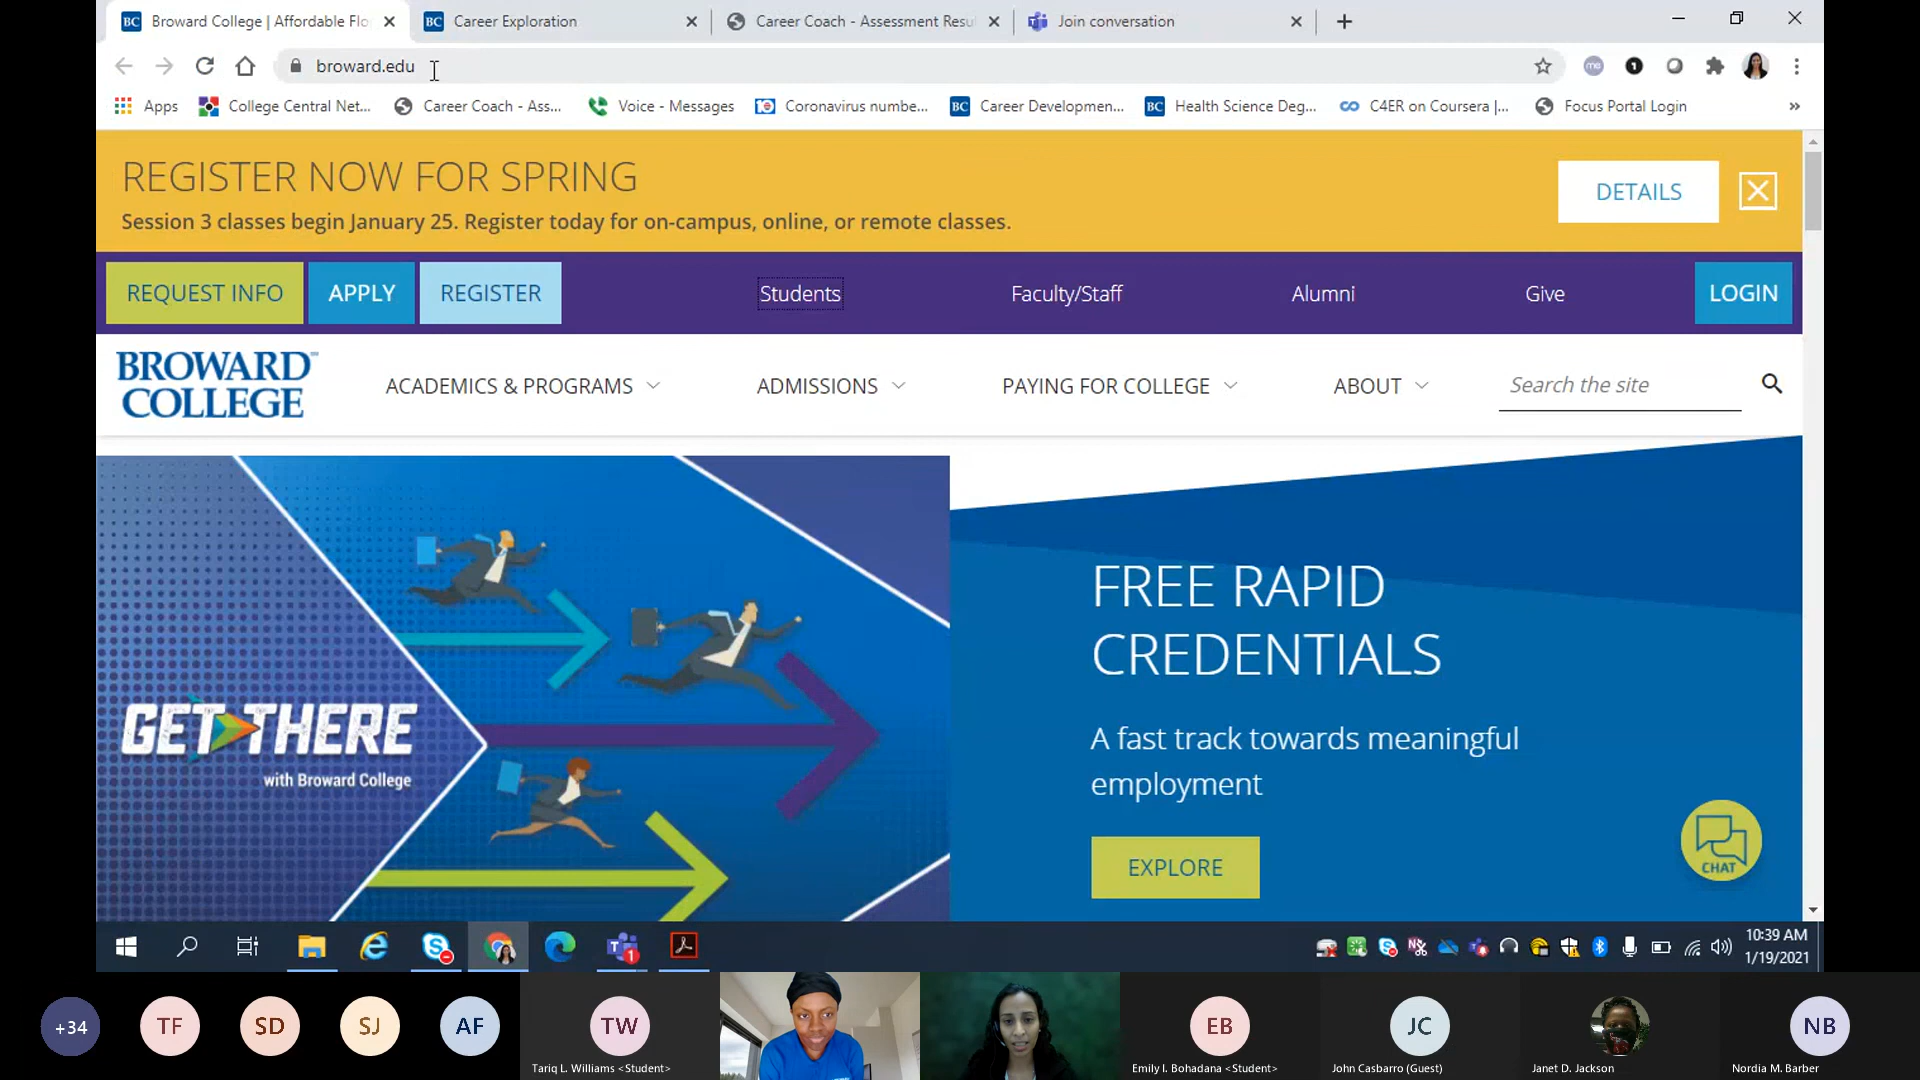 BC Broward College | Affordable Flo
BC Career Exploration
Career Coach - Assessment Resu
Join conversation
broward.edu
Apps
College Central Net...
Career Coach - Ass...
Voice - Messages
Coronavirus numbe...
BC Career Developmen...
BC Health Science Deg...
C4ER on Coursera |...
Focus Portal Login
»
REGISTER NOW FOR SPRING
Session 3 classes begin January 25. Register today for on-campus, online, or remote classes.
DETAILS
REQUEST INFO
APPLY
REGISTER
Students
Faculty/Staff
Alumni
Give
LOGIN
BROWARD
COLLEGE
ACADEMICS & PROGRAMS
ADMISSIONS
PAYING FOR COLLEGE
ABOUT
Search the site
GET THERE
with Broward College
FREE RAPID
CREDENTIALS
A fast track towards meaningful
employment
EXPLORE
CHAT
1
10:39 AM
1/19/2021
+34
TF
SD
SJ
AF
TW
Tariq L. Williams <Student>
EB
Emily I. Bohadana <Student>
JC
John Casbarro (Guest)
Janet D. Jackson
NB
Nordia M. Barber